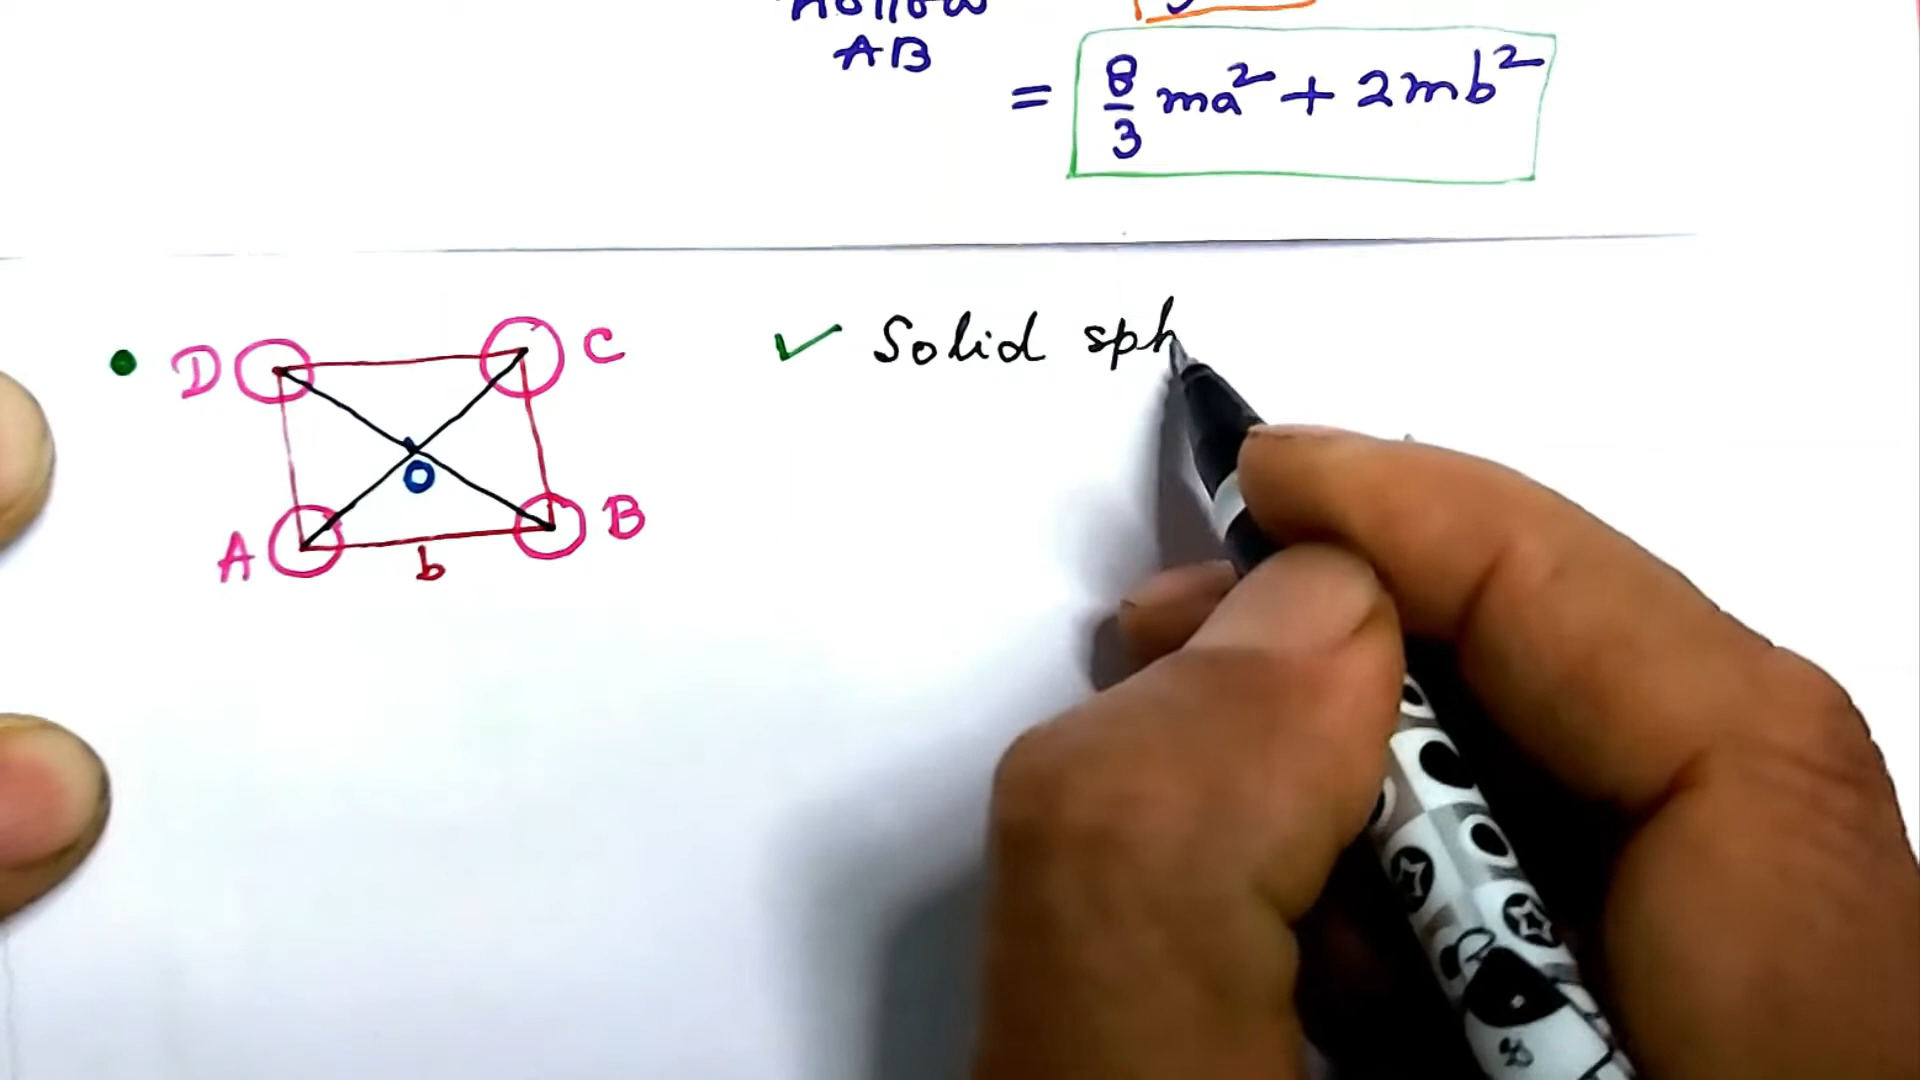 AB
= 8/3 ma² + 2mb²
D C
✓ Solid sph
O
A B
b